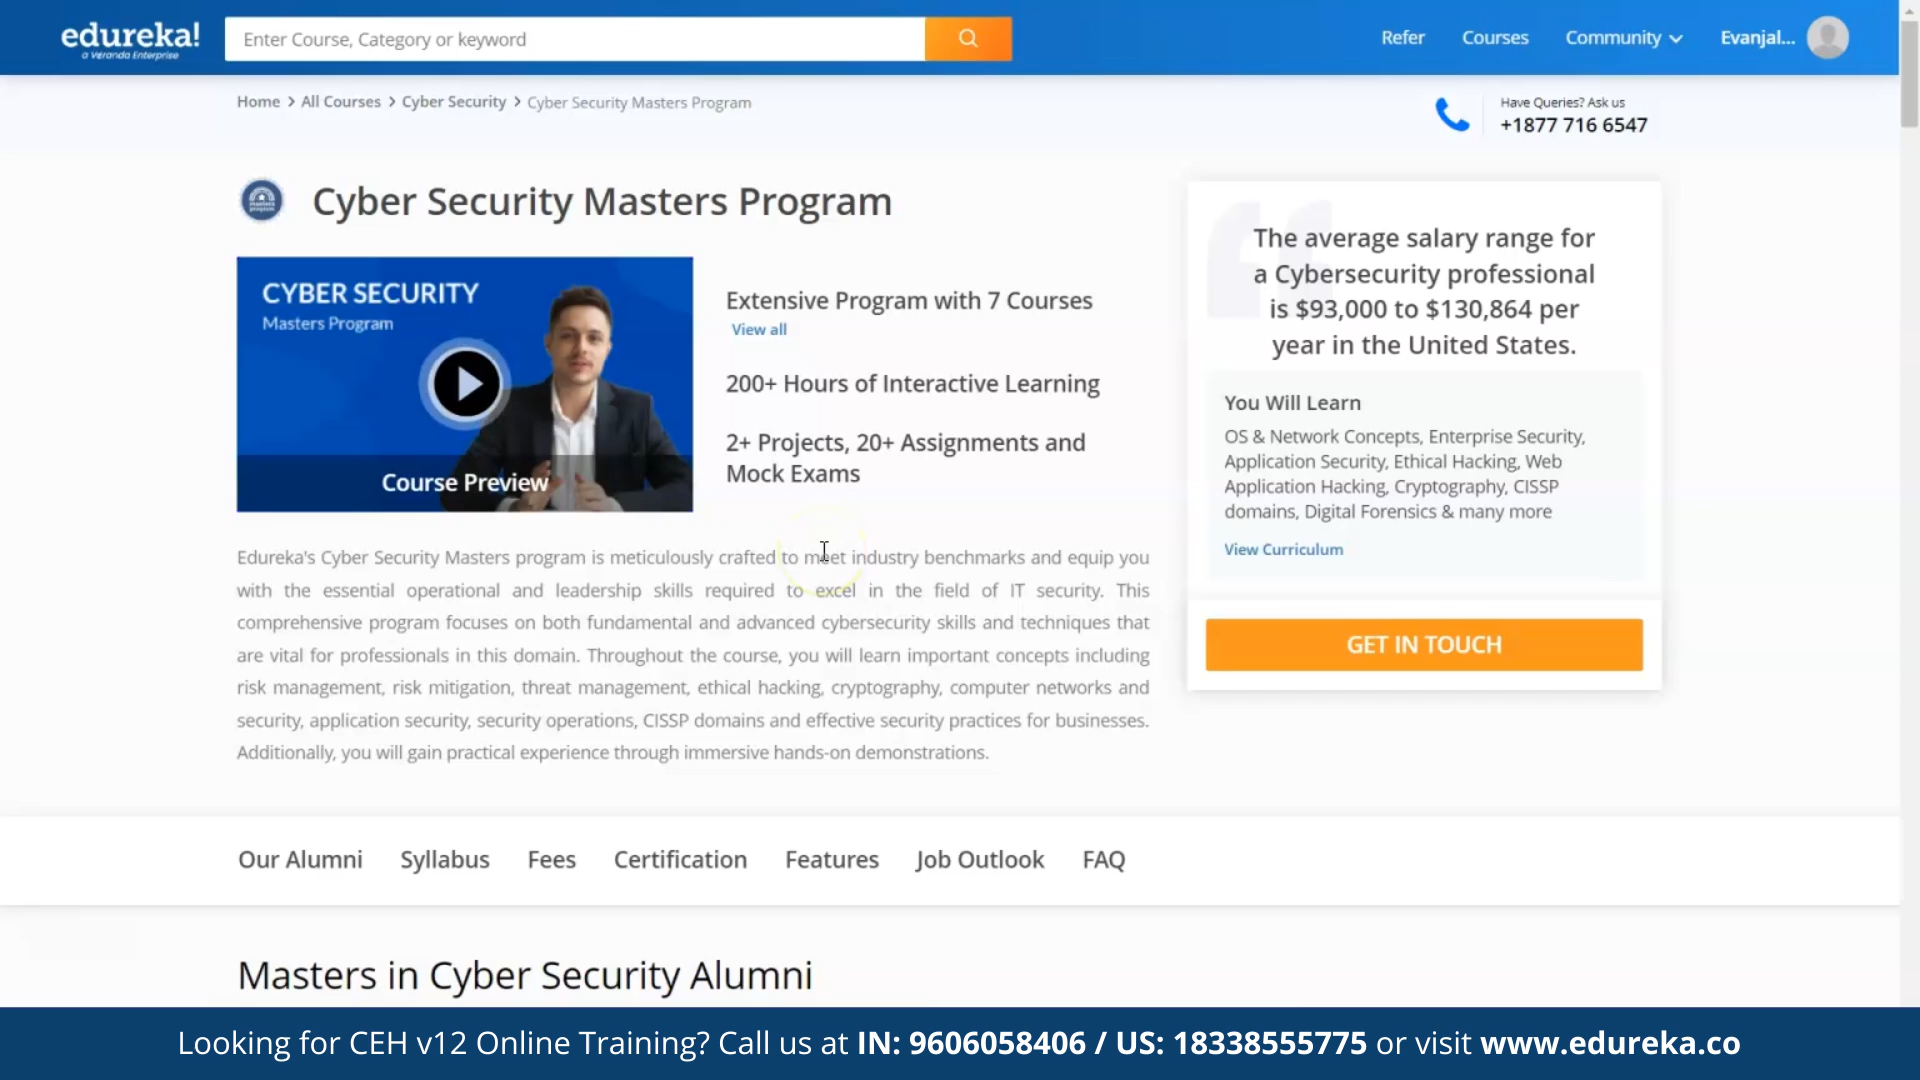 edureka!
a Veranda Enterprise
Enter Course, Category or keyword
Refer
Courses
Community
Evanjal...
Home > All Courses > Cyber Security > Cyber Security Masters Program
Have Queries? Ask us
+1877 716 6547
masters program
Cyber Security Masters Program
CYBER SECURITY
Masters Program
Course Preview
Extensive Program with 7 Courses
View all
200+ Hours of Interactive Learning
2+ Projects, 20+ Assignments and
Mock Exams
The average salary range for
a Cybersecurity professional
is $93,000 to $130,864 per
year in the United States.
You Will Learn
OS & Network Concepts, Enterprise Security,
Application Security, Ethical Hacking, Web
Application Hacking, Cryptography, CISSP
domains, Digital Forensics & many more
View Curriculum
GET IN TOUCH
Edureka's Cyber Security Masters program is meticulously crafted to meet industry benchmarks and equip you
with the essential operational and leadership skills required to excel in the field of IT security. This
comprehensive program focuses on both fundamental and advanced cybersecurity skills and techniques that
are vital for professionals in this domain. Throughout the course, you will learn important concepts including
risk management, risk mitigation, threat management, ethical hacking, cryptography, computer networks and
security, application security, security operations, CISSP domains and effective security practices for businesses.
Additionally, you will gain practical experience through immersive hands-on demonstrations.
Our Alumni
Syllabus
Fees
Certification
Features
Job Outlook
FAQ
Masters in Cyber Security Alumni
Looking for CEH v12 Online Training? Call us at IN: 9606058406 / US: 18338555775 or visit www.edureka.co